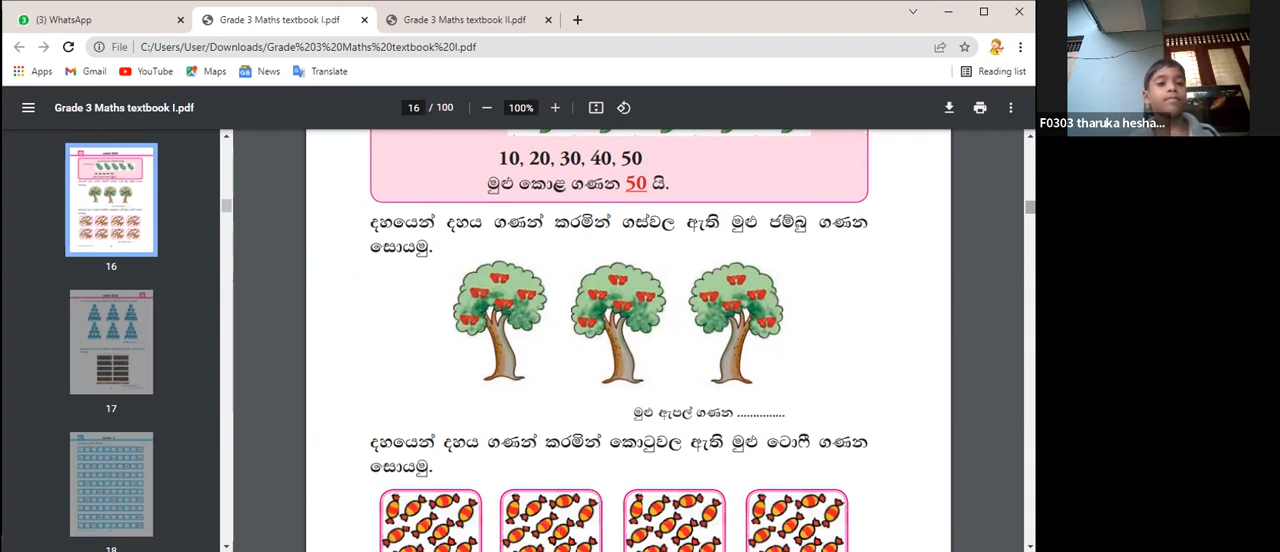 (3) WhatsApp
Grade 3 Maths textbook I.pdf
Grade 3 Maths textbook II.pdf
File C:/Users/User/Downloads/Grade%203%20Maths%20textbook%20I.pdf
Apps Gmail YouTube Maps News Translate Reading list
Grade 3 Maths textbook I.pdf
16 / 100
100%
16
17
18
10, 20, 30, 40, 50
මුළු කොළ ගණන 50 යි.
දහයෙන් දහය ගණන් කරමින් ගස්වල ඇති මුළු ජම්බු ගණන
සොයමු.
මුළු ඇපල් ගණන ..............
දහයෙන් දහය ගණන් කරමින් කොටුවල ඇති මුළු ටොෆී ගණන
සොයමු.
F0303 tharuka hesha...